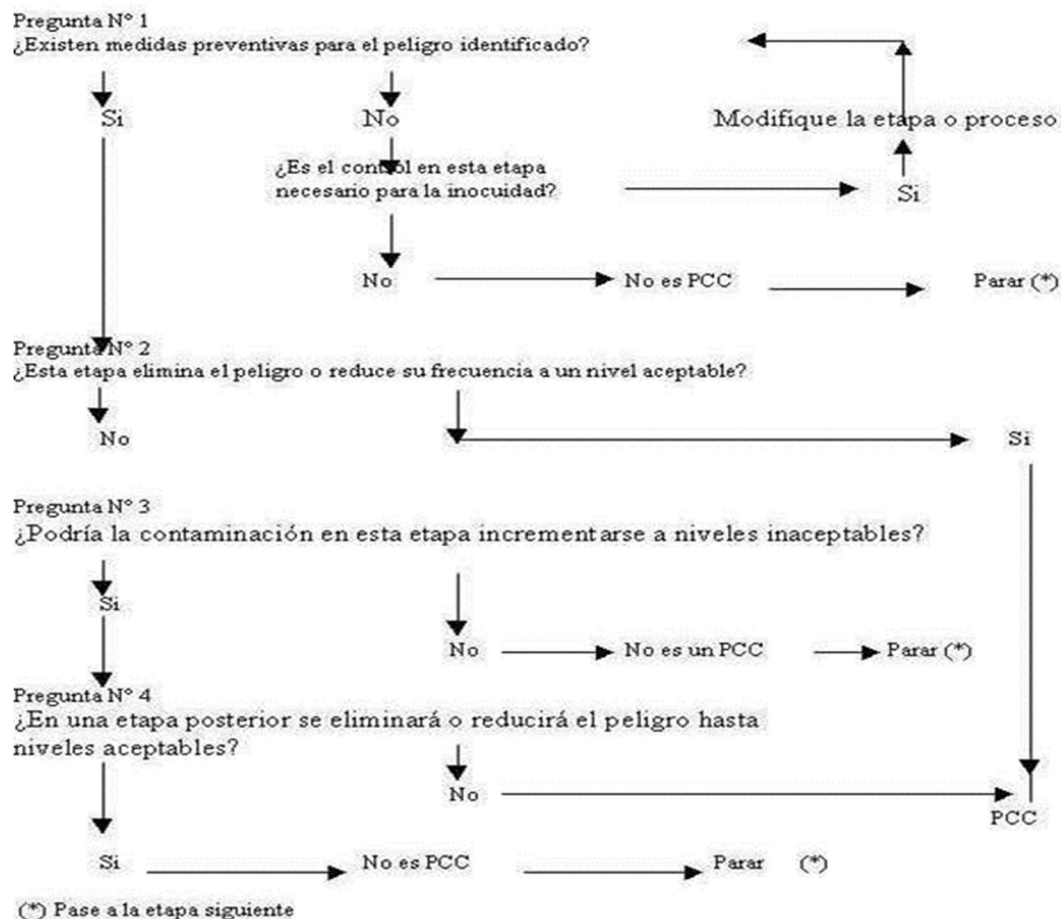 Pregunta N° 1
¿Existen medidas preventivas para el peligro identificado?
Si
No
Modifique la etapa o proceso
¿Es el control en esta etapa
necesario para la inocuidad?
Si
No
No es PCC
Parar (*)
Pregunta N° 2
¿Esta etapa elimina el peligro o reduce su frecuencia a un nivel aceptable?
No
Si
Pregunta N° 3
¿Podría la contaminación en esta etapa incrementarse a niveles inaceptables?
Si
No
No es un PCC
Parar (*)
Pregunta N° 4
¿En una etapa posterior se eliminará o reducirá el peligro hasta
niveles aceptables?
No
PCC
Si
No es PCC
Parar (*)
(*) Pase a la etapa siguiente